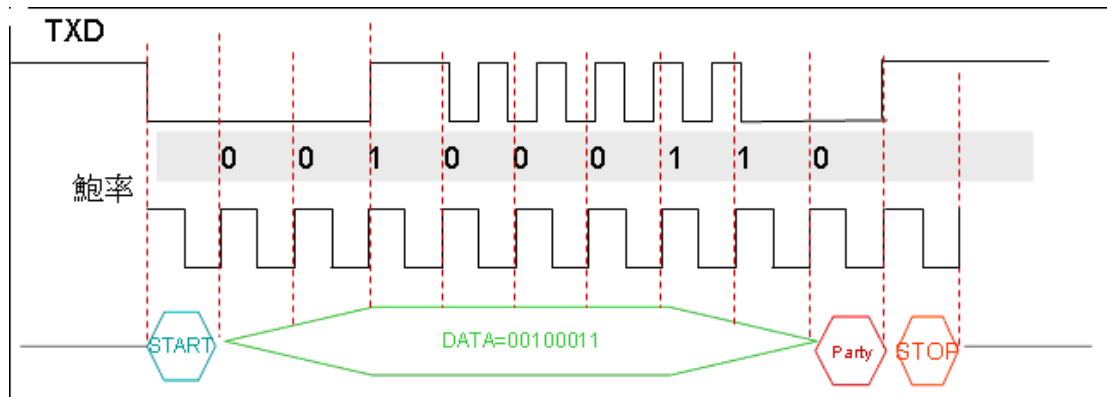 TXD
0 0 1 0 0 0 1 1 0
鮑率
START
DATA=00100011
Party
STOP